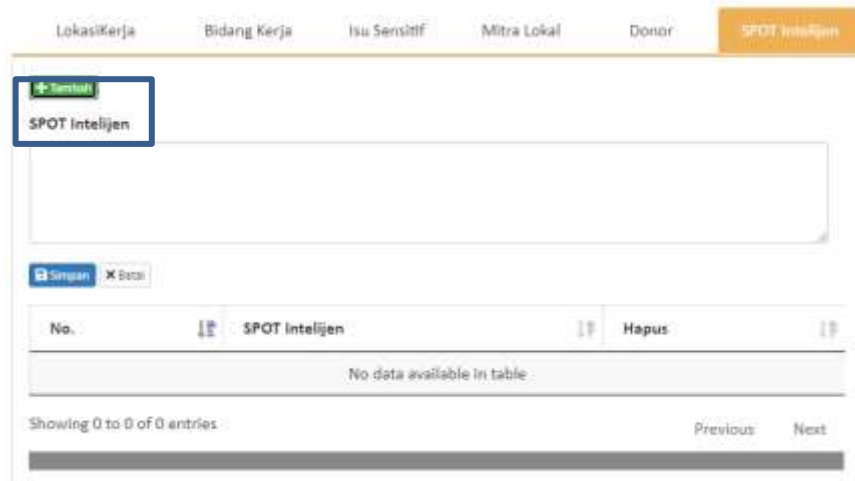 LokasiKerja Bidang Kerja Isu Sensitif Mitra Lokal Donor SPOT Intelijen
+ Tambah
SPOT Intelijen
Simpan × Batal
No. SPOT Intelijen Hapus
No data available in table
Showing 0 to 0 of 0 entries
Previous Next